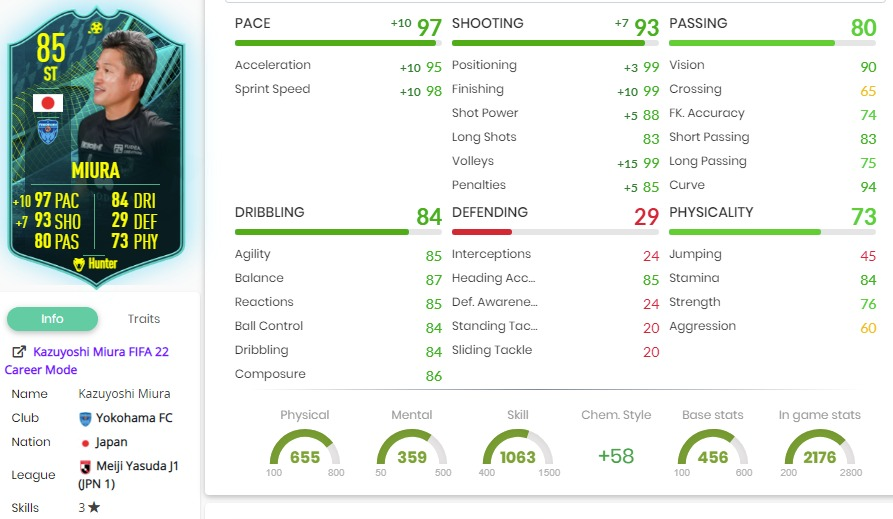 85
ST
MIURA
+10 97 PAC 84 DRI
+7 93 SHO 29 DEF
80 PAS 73 PHY
Hunter
Info Traits
Kazuyoshi Miura FIFA 22
Career Mode
Name Kazuyoshi Miura
Club Yokohama FC
Nation Japan
League Meiji Yasuda J1
(JPN 1)
Skills 3★
PACE +10 97
Acceleration +10 95
Sprint Speed +10 98
SHOOTING +7 93
Positioning +3 99
Finishing +10 99
Shot Power +5 88
Long Shots 83
Volleys +15 99
Penalties +5 85
PASSING 80
Vision 90
Crossing 65
FK. Accuracy 74
Short Passing 83
Long Passing 75
Curve 94
DRIBBLING 84
Agility 85
Balance 87
Reactions 85
Ball Control 84
Dribbling 84
Composure 86
DEFENDING 29
Interceptions 24
Heading Acc... 85
Def. Awarene... 24
Standing Tac... 20
Sliding Tackle 20
PHYSICALITY 73
Jumping 45
Stamina 84
Strength 76
Aggression 60
Physical Mental Skill Chem. Style Base stats In game stats
655 359 1063 +58 456 2176
100 800 50 500 400 1500 100 600 200 2800